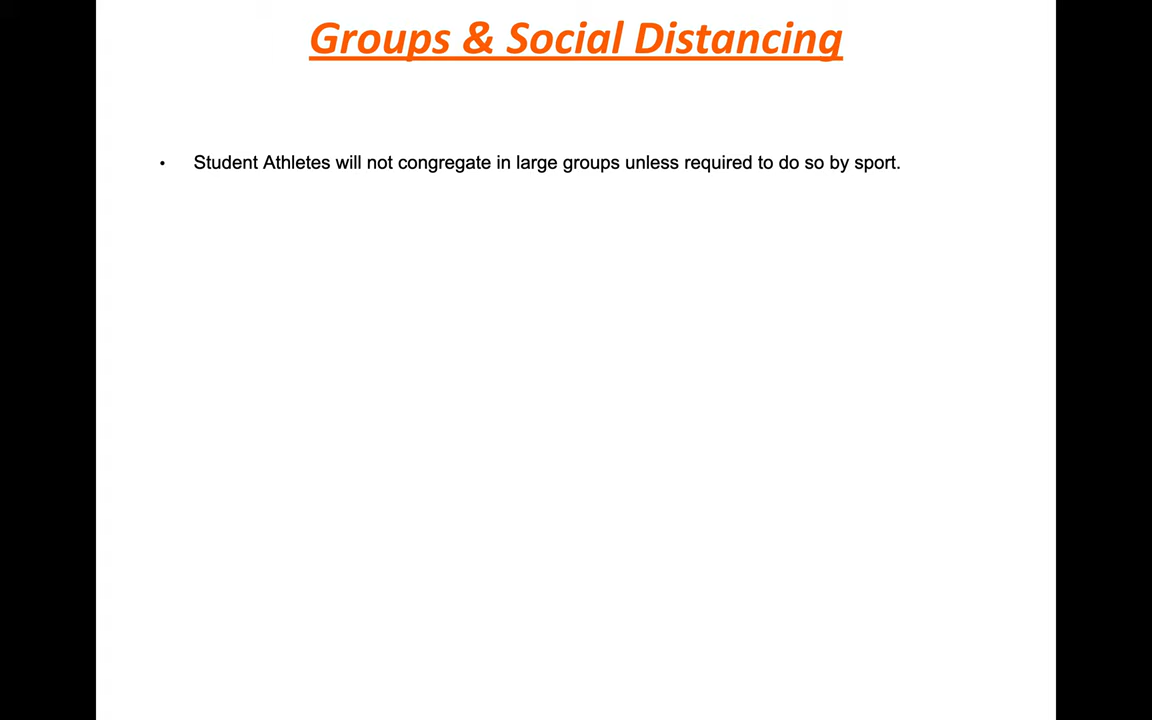 Groups & Social Distancing
• Student Athletes will not congregate in large groups unless required to do so by sport.